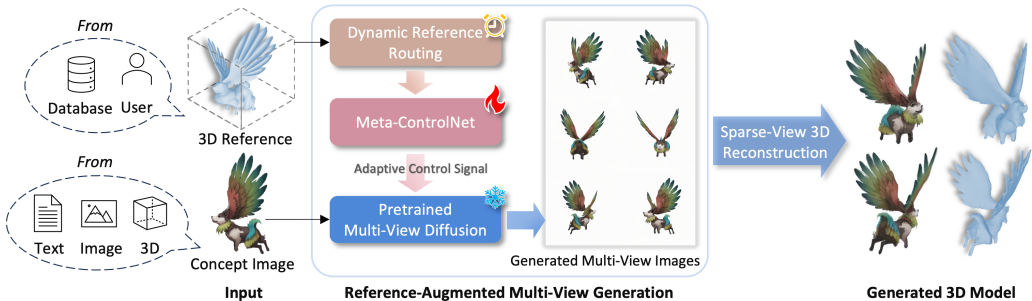 From
Database
User
3D Reference
From
Text
Image
3D
Concept Image
Input
Dynamic Reference
Routing
Meta-ControlNet
Adaptive Control Signal
Pretrained
Multi-View Diffusion
Generated Multi-View Images
Reference-Augmented Multi-View Generation
Sparse-View 3D
Reconstruction
Generated 3D Model